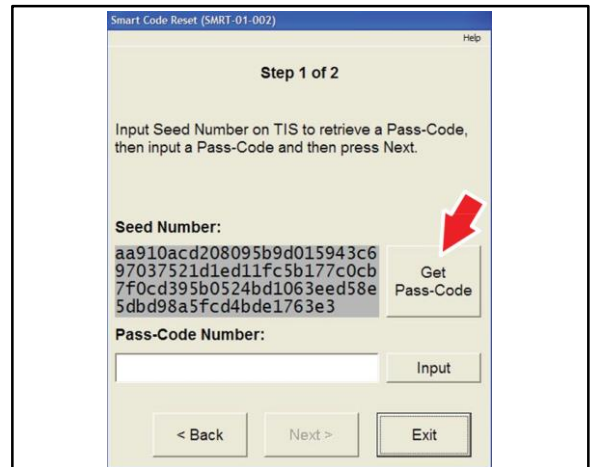 Smart Code Reset (SMRT-01-002)
Help
Step 1 of 2
Input Seed Number on TIS to retrieve a Pass-Code,
then input a Pass-Code and then press Next.
Seed Number:
aa910acd208095b9d015943c6
97037521d1ed11fc5b177c0cb
7f0cd395b0524bd1063eed58e
5dbd98a5fcd4bde1763e3
Get
Pass-Code
Pass-Code Number:
Input
< Back
Next >
Exit